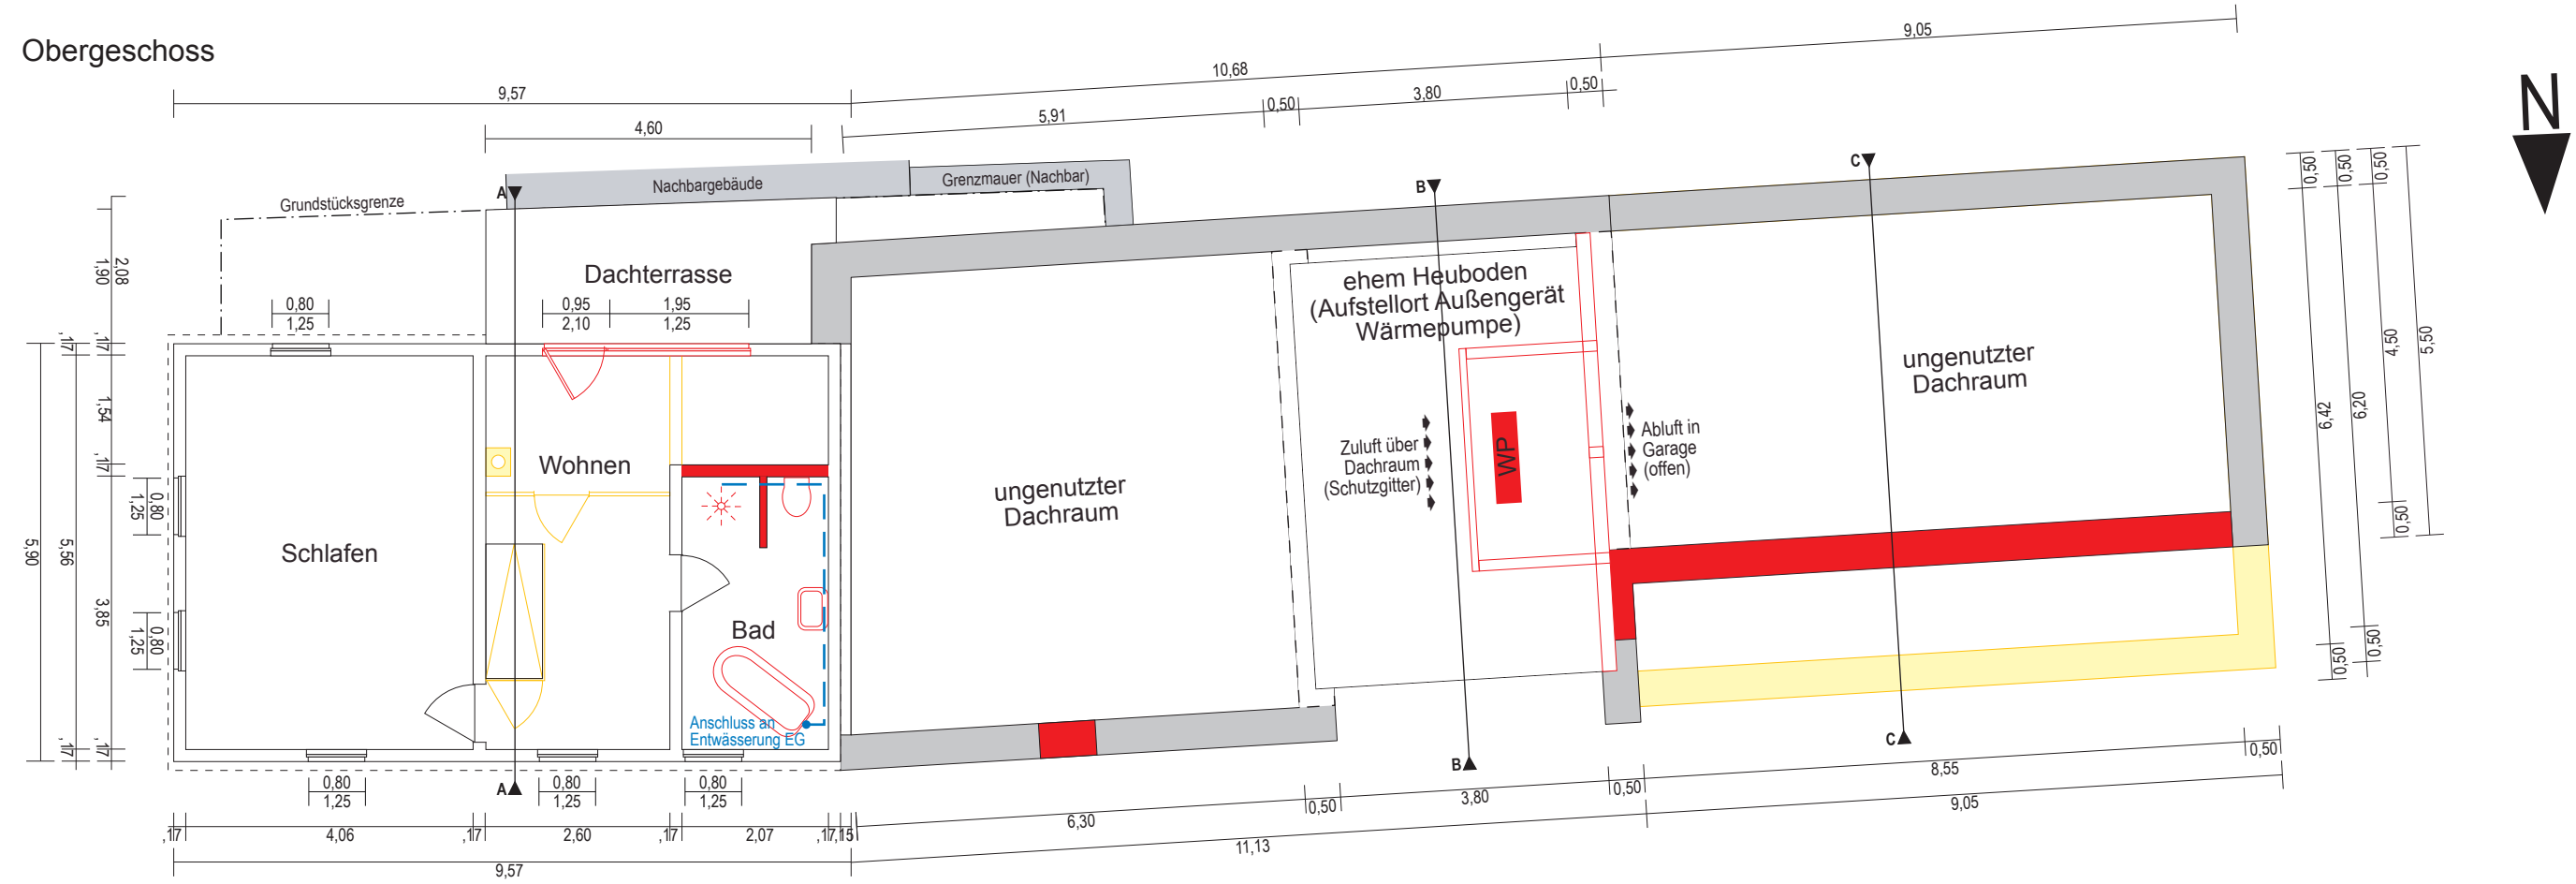 Obergeschoss
9,05
10,68
9,57
0,50
3,80
0,50
5,91
4,60
N
Nachbargebäude
Grenzmauer (Nachbar)
Grundstücksgrenze
A
B
C
0,50
0,50
0,50
2,08
1,90
Dachterrasse
0,80
1,25
0,95
2,10
1,95
1,25
ehem Heuboden
(Aufstellort Außengerät
Wärmepumpe)
ungenutzter
Dachraum
4,50
5,50
,17
,17
1,54
,17
6,42
6,20
Zuluft über
Dachraum
(Schutzgitter)
WP
Abluft in
Garage
(offen)
Wohnen
ungenutzter
Dachraum
0,80
1,25
0,50
Schlafen
5,90
5,56
3,85
0,80
1,25
Bad
0,50
0,50
Anschluss an
Entwässerung EG
,17
,17
C
B
A
0,80
1,25
0,80
1,25
0,80
1,25
0,50
8,55
0,50
3,80
0,50
6,30
9,05
11,13
,17
4,06
,17
2,60
,17
2,07
,17
,15
9,57